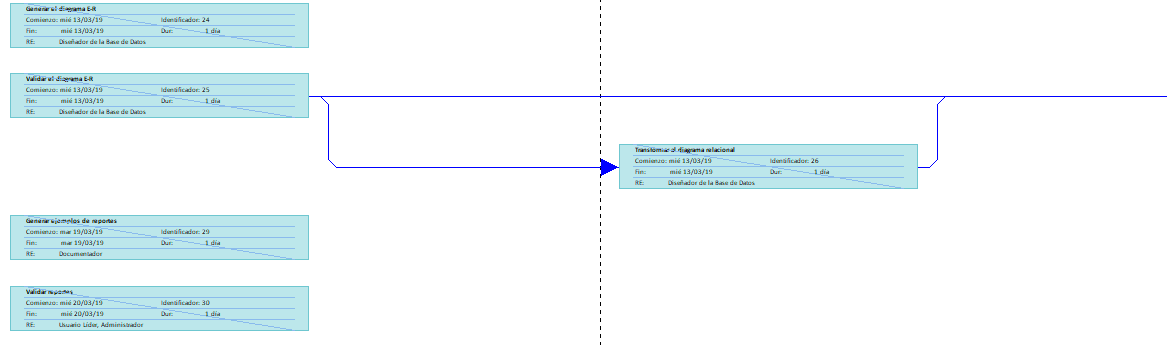 Generar el diagrama E-R
Comienzo: mié 13/03/19 Identificador: 24
Fin: mié 13/03/19 Dur: 1 día
RE: Diseñador de la Base de Datos
Validar el diagrama E-R
Comienzo: mié 13/03/19 Identificador: 25
Fin: mié 13/03/19 Dur: 1 día
RE: Diseñador de la Base de Datos
Transformar al diagrama relacional
Comienzo: mié 13/03/19 Identificador: 26
Fin: mié 13/03/19 Dur: 1 día
RE: Diseñador de la Base de Datos
Generar ejemplos de reportes
Comienzo: mar 19/03/19 Identificador: 29
Fin: mar 19/03/19 Dur: 1 día
RE: Documentador
Validar reportes
Comienzo: mié 20/03/19 Identificador: 30
Fin: mié 20/03/19 Dur: 1 día
RE: Usuario Líder, Administrador